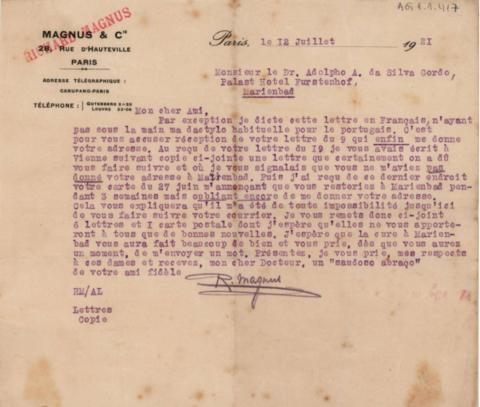 AG 1.1.417
MAGNUS & Cie
RICHARD MAGNUS
28, RUE D'HAUTEVILLE
PARIS
ADRESSE TÉLÉGRAPHIQUE :
CARUPANO-PARIS
TÉLÉPHONE : GUTENBERG 21-25
LOUVRE 22-08
Paris, le 12 Juillet 1921
Monsieur le Dr. Adolpho A. da Silva Gordo,
Palast Hotel Furstenhof,
Marienbad
Mon cher Ami,
Par exception je dicte cette lettre en Français, n'ayant
pas sous la main ma dactylo habituelle pour le portugais. C'est
pour vous accuser réception de votre lettre du 9 qui enfin me donne
votre adresse. Au reçu de votre lettre du 19 je vous avais écrit à
Vienne suivant copie ci-jointe une lettre que certainement on a dû
vous faire suivre et où je vous signalais que vous ne m'aviez pas
donné votre adresse à Marienbad. Puis j'ai reçu de ce dernier endroit
votre carte du 27 juin m'annonçant que vous resteriez à Marienbad pen-
dant 3 semaines mais oubliant encore de me donner votre adresse.
Cela vous expliquera qu'il m'a été de toute impossibilité jusqu'ici
de vous faire suivre votre courrier. Je vous remets donc ci-joint
6 lettres et I carte postale dont j'espère qu'elles ne vous apporte-
ront à tous que de bonnes nouvelles. J'espère que la cure à Marien-
bad vous aura fait beaucoup de bien et vous prie, dès que vous aurez
un moment, de m'envoyer un mot. Présentez, je vous prie, mes respects
à ces dames et recevez, mon cher Docteur, un "saudoso abraço"
de votre ami fidèle
R. Magnus
RM/AL
Lettres
Copie